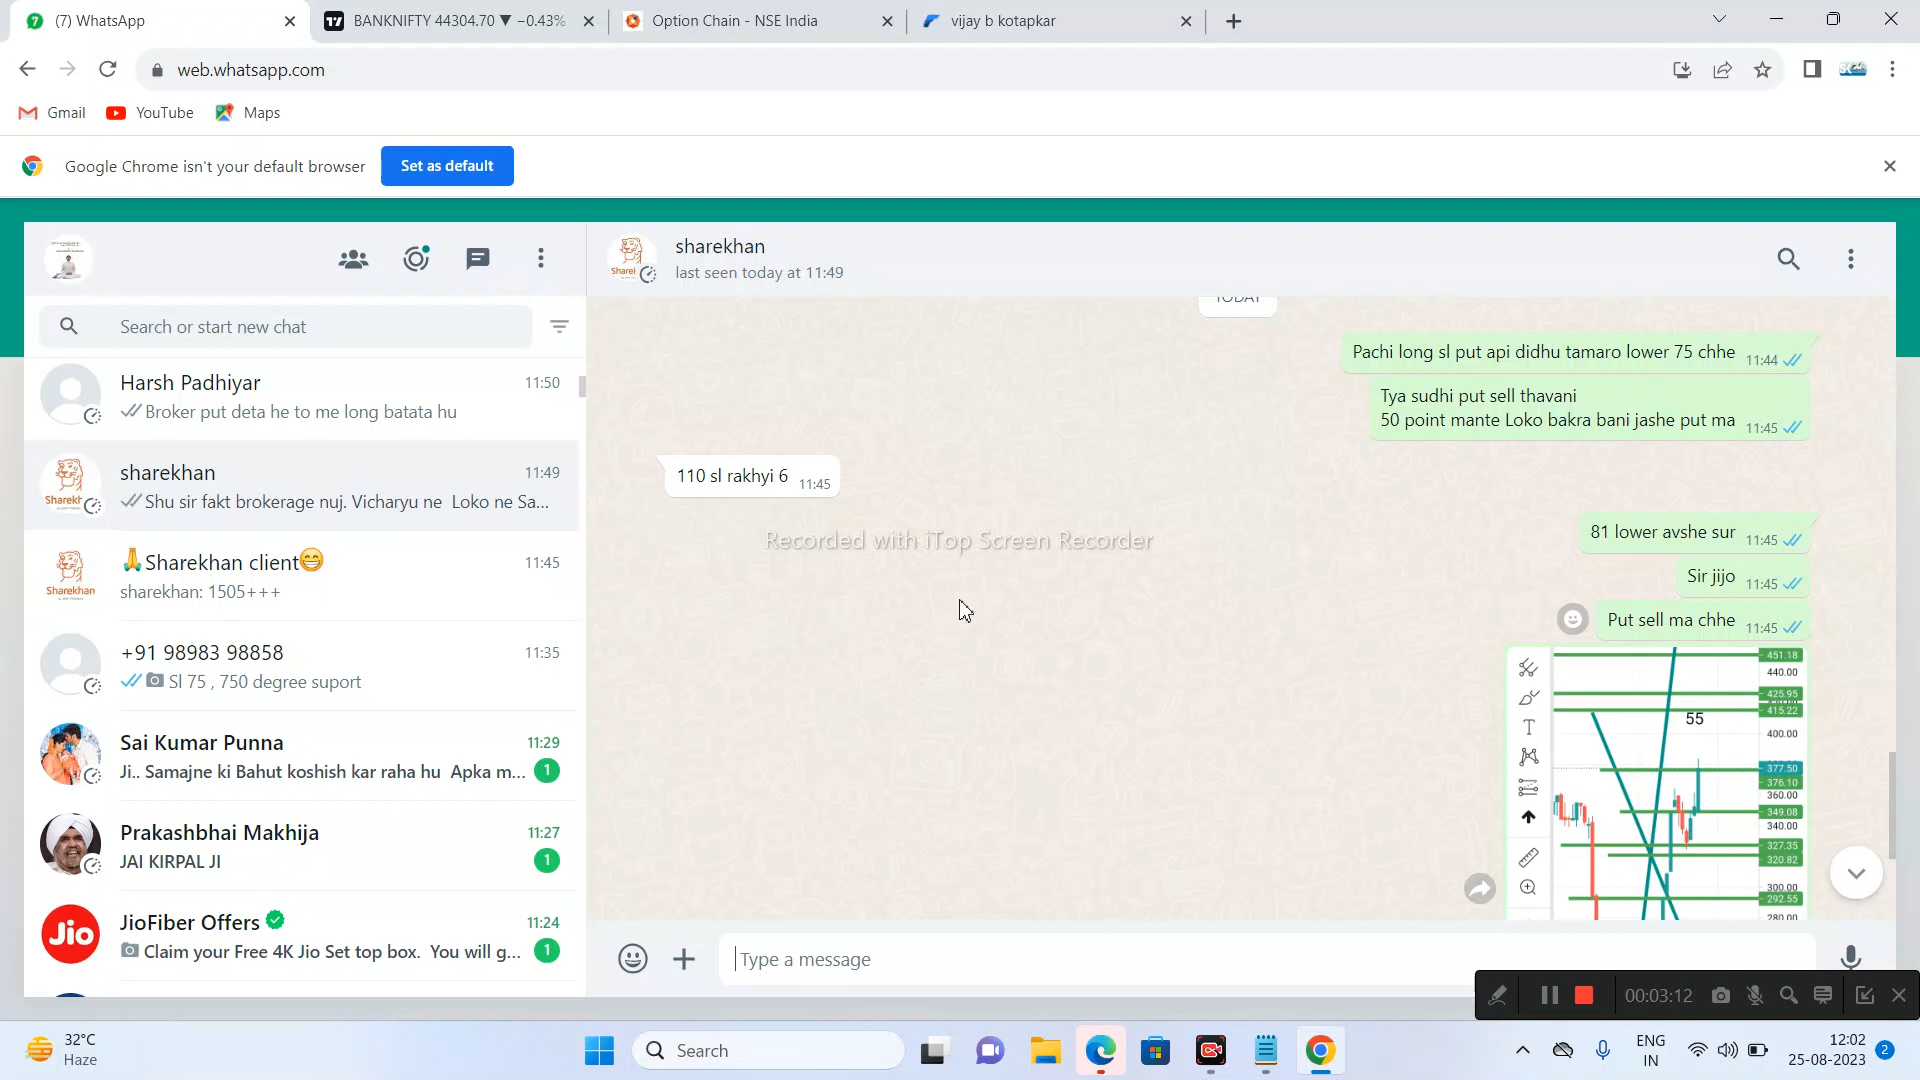 (7) WhatsApp
BANKNIFTY 44304.70 ▼ −0.43%
Option Chain - NSE India
vijay b kotapkar
web.whatsapp.com
Gmail
YouTube
Maps
Google Chrome isn't your default browser
Set as default
sharekhan
last seen today at 11:49
Search or start new chat
Harsh Padhiyar
11:50
Broker put deta he to me long batata hu
sharekhan
11:49
Shu sir fakt brokerage nuj. Vicharyu ne Loko ne Sa...
🙏Sharekhan client😁
11:45
sharekhan: 1505+++
Sharekhan
+91 98983 98858
11:35
Sl 75 , 750 degree suport
Sai Kumar Punna
11:29
Ji.. Samajne ki Bahut koshish kar raha hu Apka m...
1
Prakashbhai Makhija
11:27
JAI KIRPAL JI
1
Jio
JioFiber Offers
11:24
Claim your Free 4K Jio Set top box. You will g...
1
TODAY
Pachi long sl put api didhu tamaro lower 75 chhe
11:44
Tya sudhi put sell thavani
50 point mante Loko bakra bani jashe put ma
11:45
110 sl rakhyi 6
11:45
Recorded with iTop Screen Recorder
81 lower avshe sur
11:45
Sir jijo
11:45
Put sell ma chhe
11:45
451.18
440.00
425.95
415.22
55
400.00
377.50
376.10
360.00
349.08
340.00
327.35
320.82
300.00
292.55
280.00
Type a message
00:03:12
32°C
Haze
Search
ENG
IN
12:02
25-08-2023
2